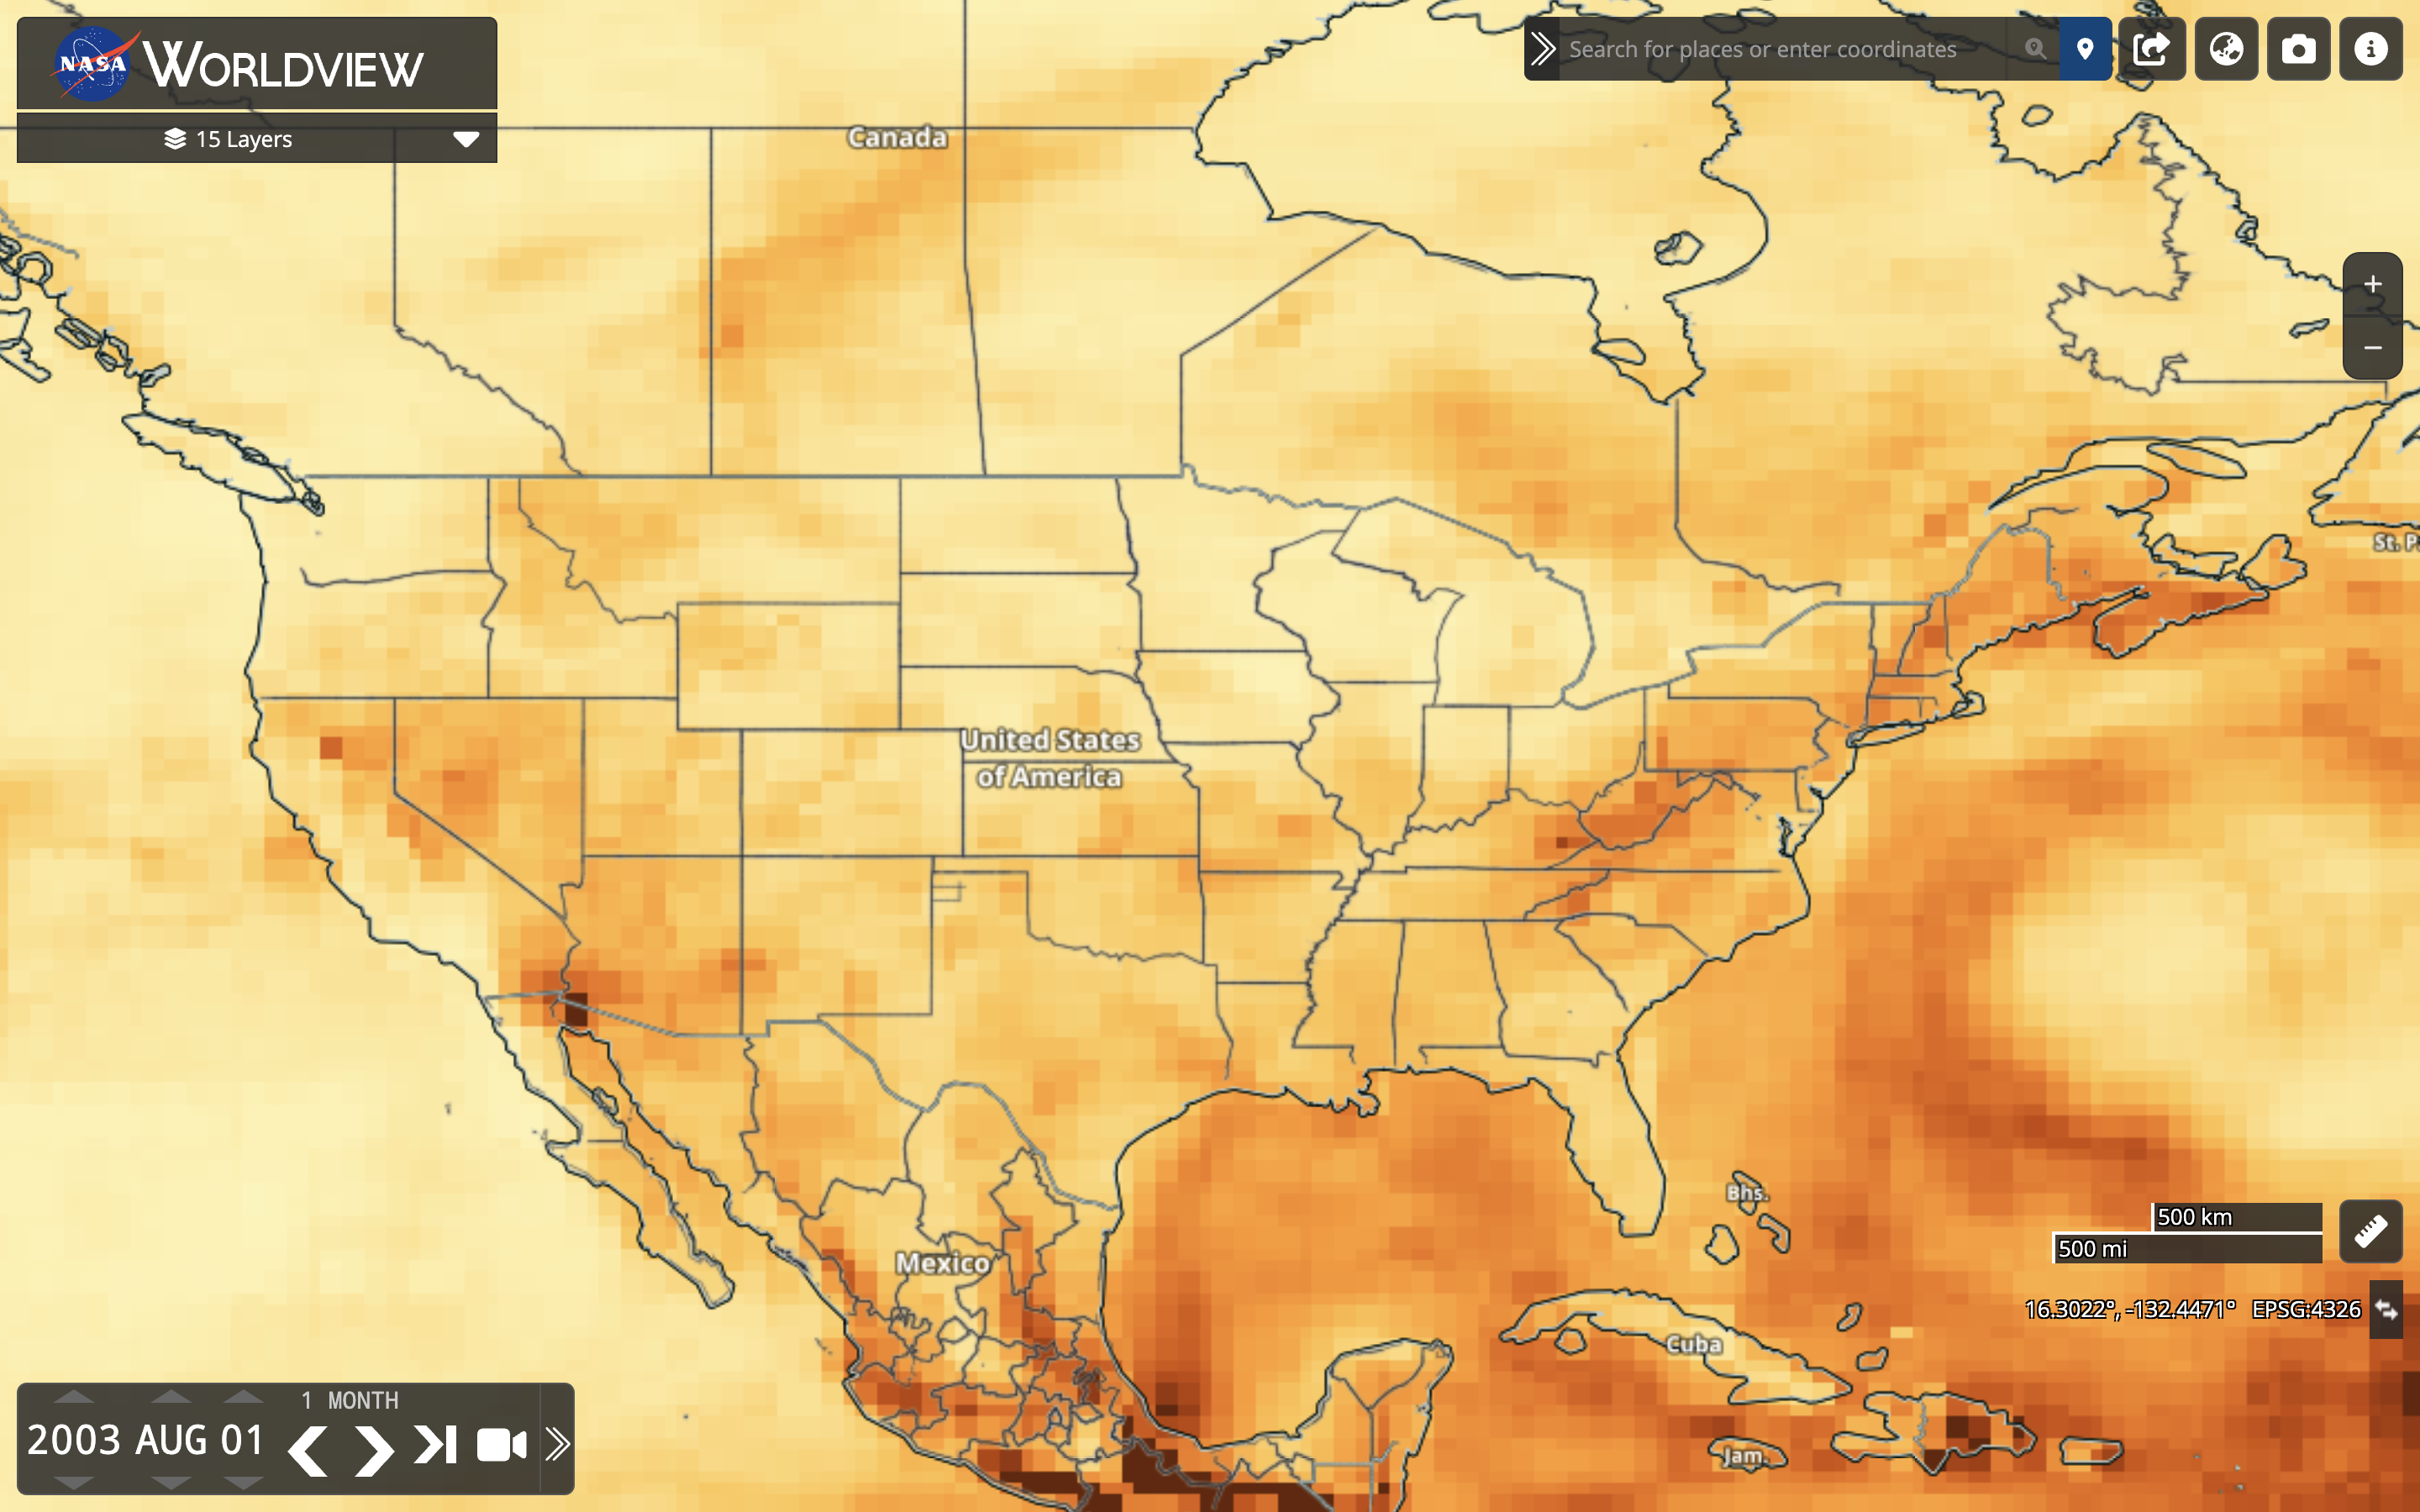 NASA WORLDVIEW
15 Layers
Search for places or enter coordinates
Canada
+
−
St. P
United States
of America
Bhs.
500 km
500 mi
Mexico
16.3022°, -132.4471° EPSG:4326
Cuba
Jam.
1 MONTH
2003 AUG 01